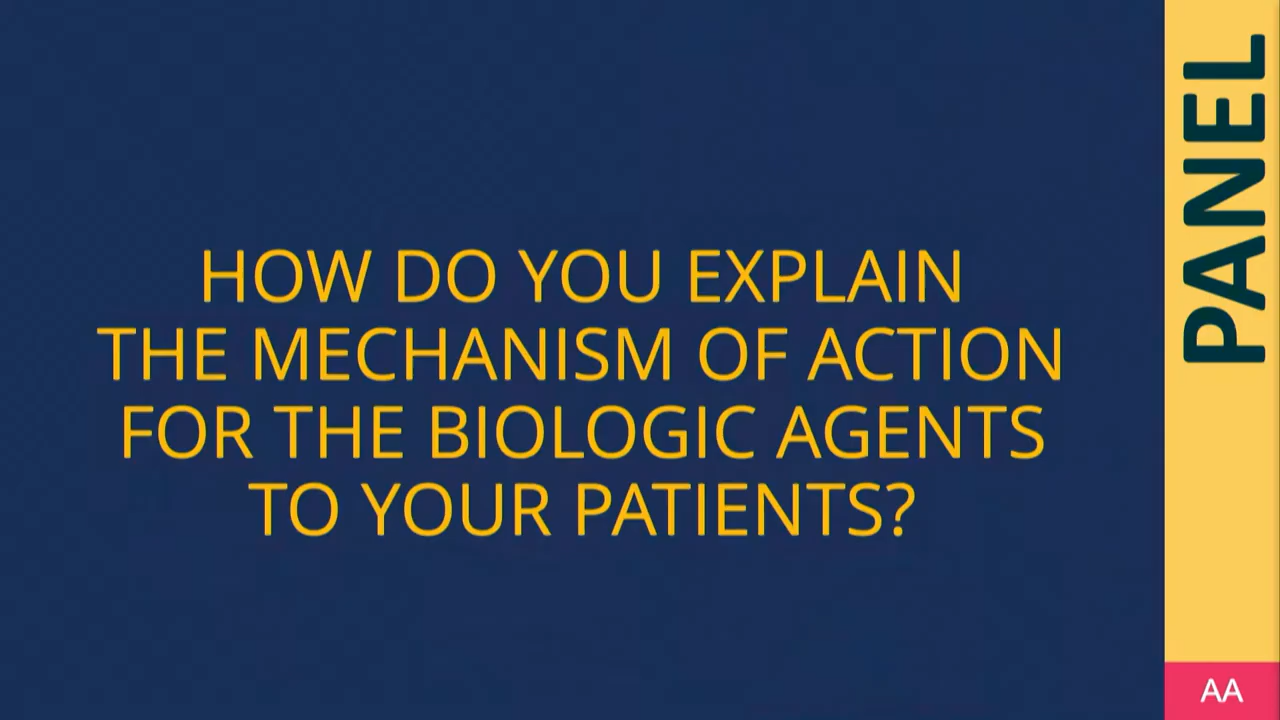 HOW DO YOU EXPLAIN
THE MECHANISM OF ACTION
FOR THE BIOLOGIC AGENTS
TO YOUR PATIENTS?
PANEL
AA